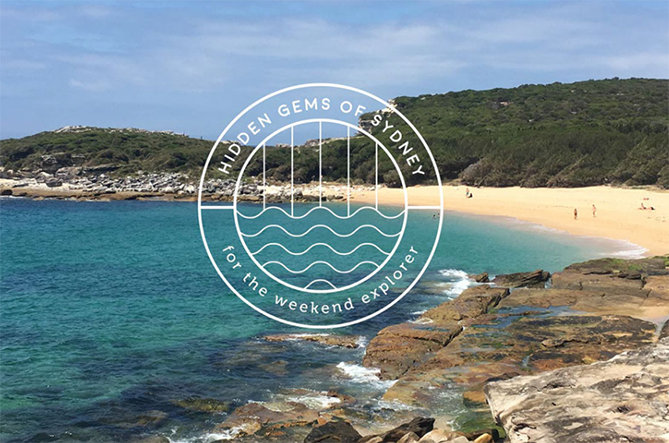 HIDDEN GEMS OF SYDNEY
for the weekend explorer